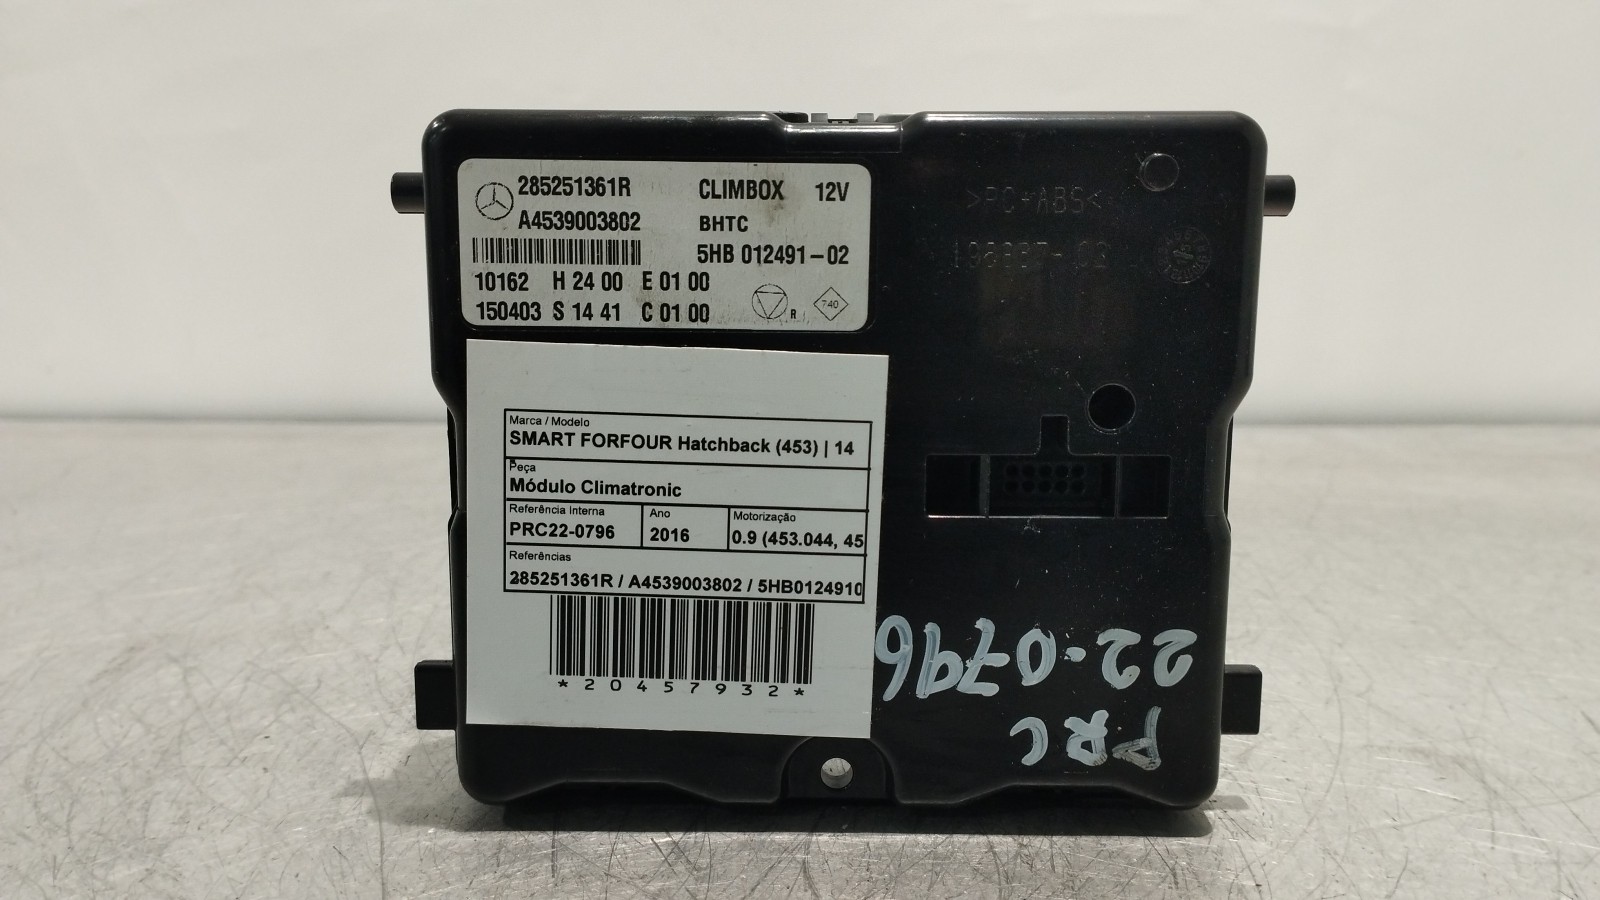 285251361R CLIMBOX 12V
A4539003802 BHTC
5HB 012491-02
10162 H 24 00 E 01 00
150403 S 14 41 C 01 00
R 740
>PC+ABS<
Marca / Modelo
SMART FORFOUR Hatchback (453) | 14
Peça
Módulo Climatronic
Referência Interna Ano Motorização
PRC22-0796 2016 0.9 (453.044, 45
Referências
285251361R / A4539003802 / 5HB0124910
*20457932*
PRC
22-0796